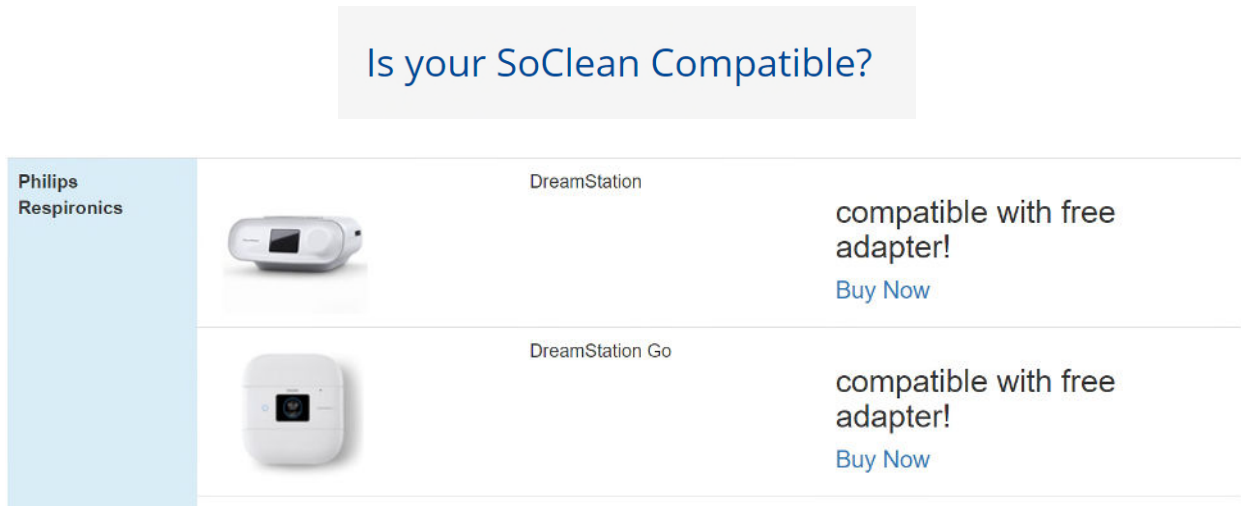 Is your SoClean Compatible?
Philips
Respironics
DreamStation
compatible with free
adapter!
Buy Now
DreamStation Go
compatible with free
adapter!
Buy Now